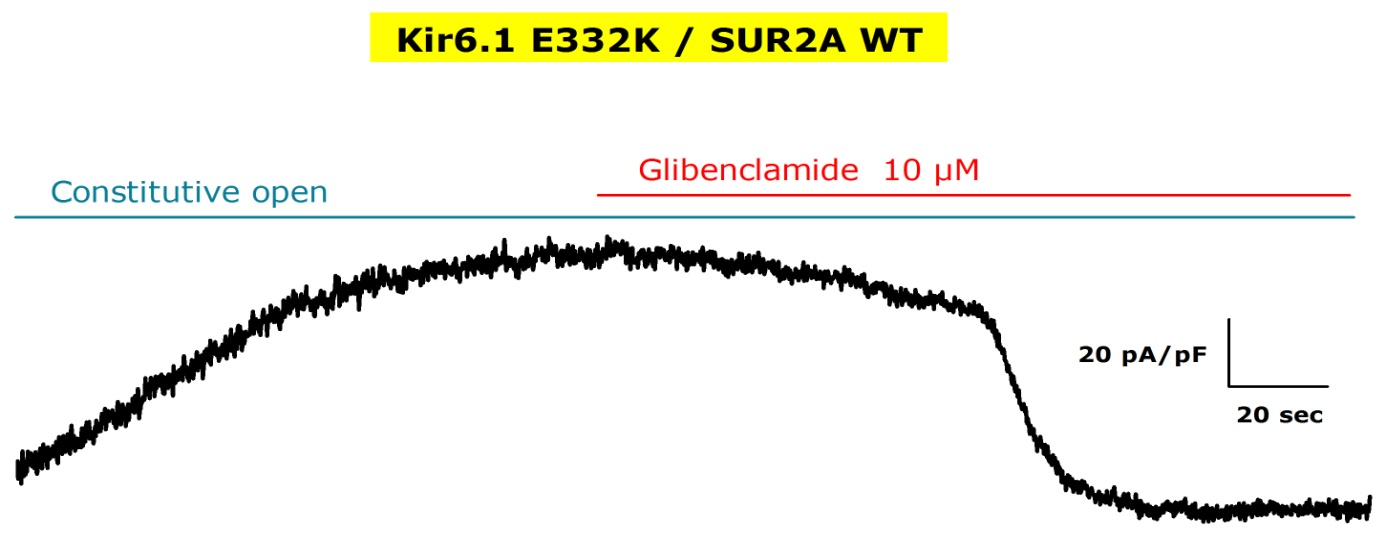 Kir6.1 E332K / SUR2A WT
Glibenclamide 10 µM
Constitutive open
20 pA/pF
20 sec